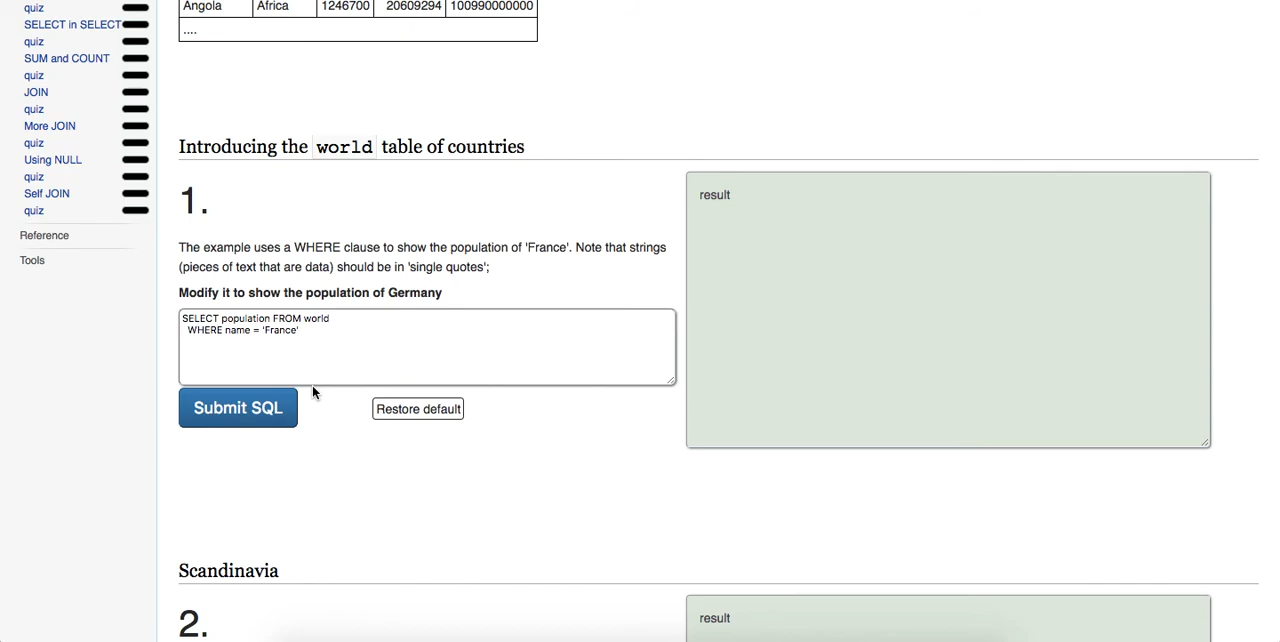 quiz
SELECT in SELECT
quiz
SUM and COUNT
quiz
JOIN
quiz
More JOIN
quiz
Using NULL
quiz
Self JOIN
quiz
Reference
Tools
Angola Africa 1246700 20609294 100990000000
....
Introducing the world table of countries
1.
The example uses a WHERE clause to show the population of 'France'. Note that strings
(pieces of text that are data) should be in 'single quotes';
Modify it to show the population of Germany
SELECT population FROM world
WHERE name = 'France'
Submit SQL
Restore default
result
Scandinavia
2.
result